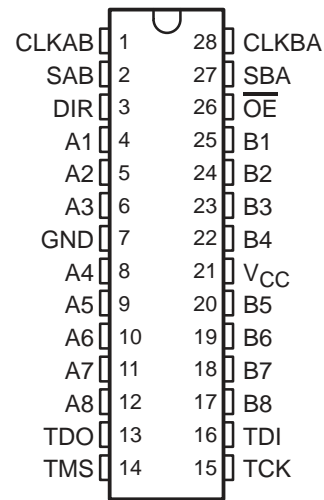 CLKAB 1 28 CLKBA
SAB 2 27 SBA
DIR 3 26 O̅E̅
A1 4 25 B1
A2 5 24 B2
A3 6 23 B3
GND 7 22 B4
A4 8 21 VCC
A5 9 20 B5
A6 10 19 B6
A7 11 18 B7
A8 12 17 B8
TDO 13 16 TDI
TMS 14 15 TCK